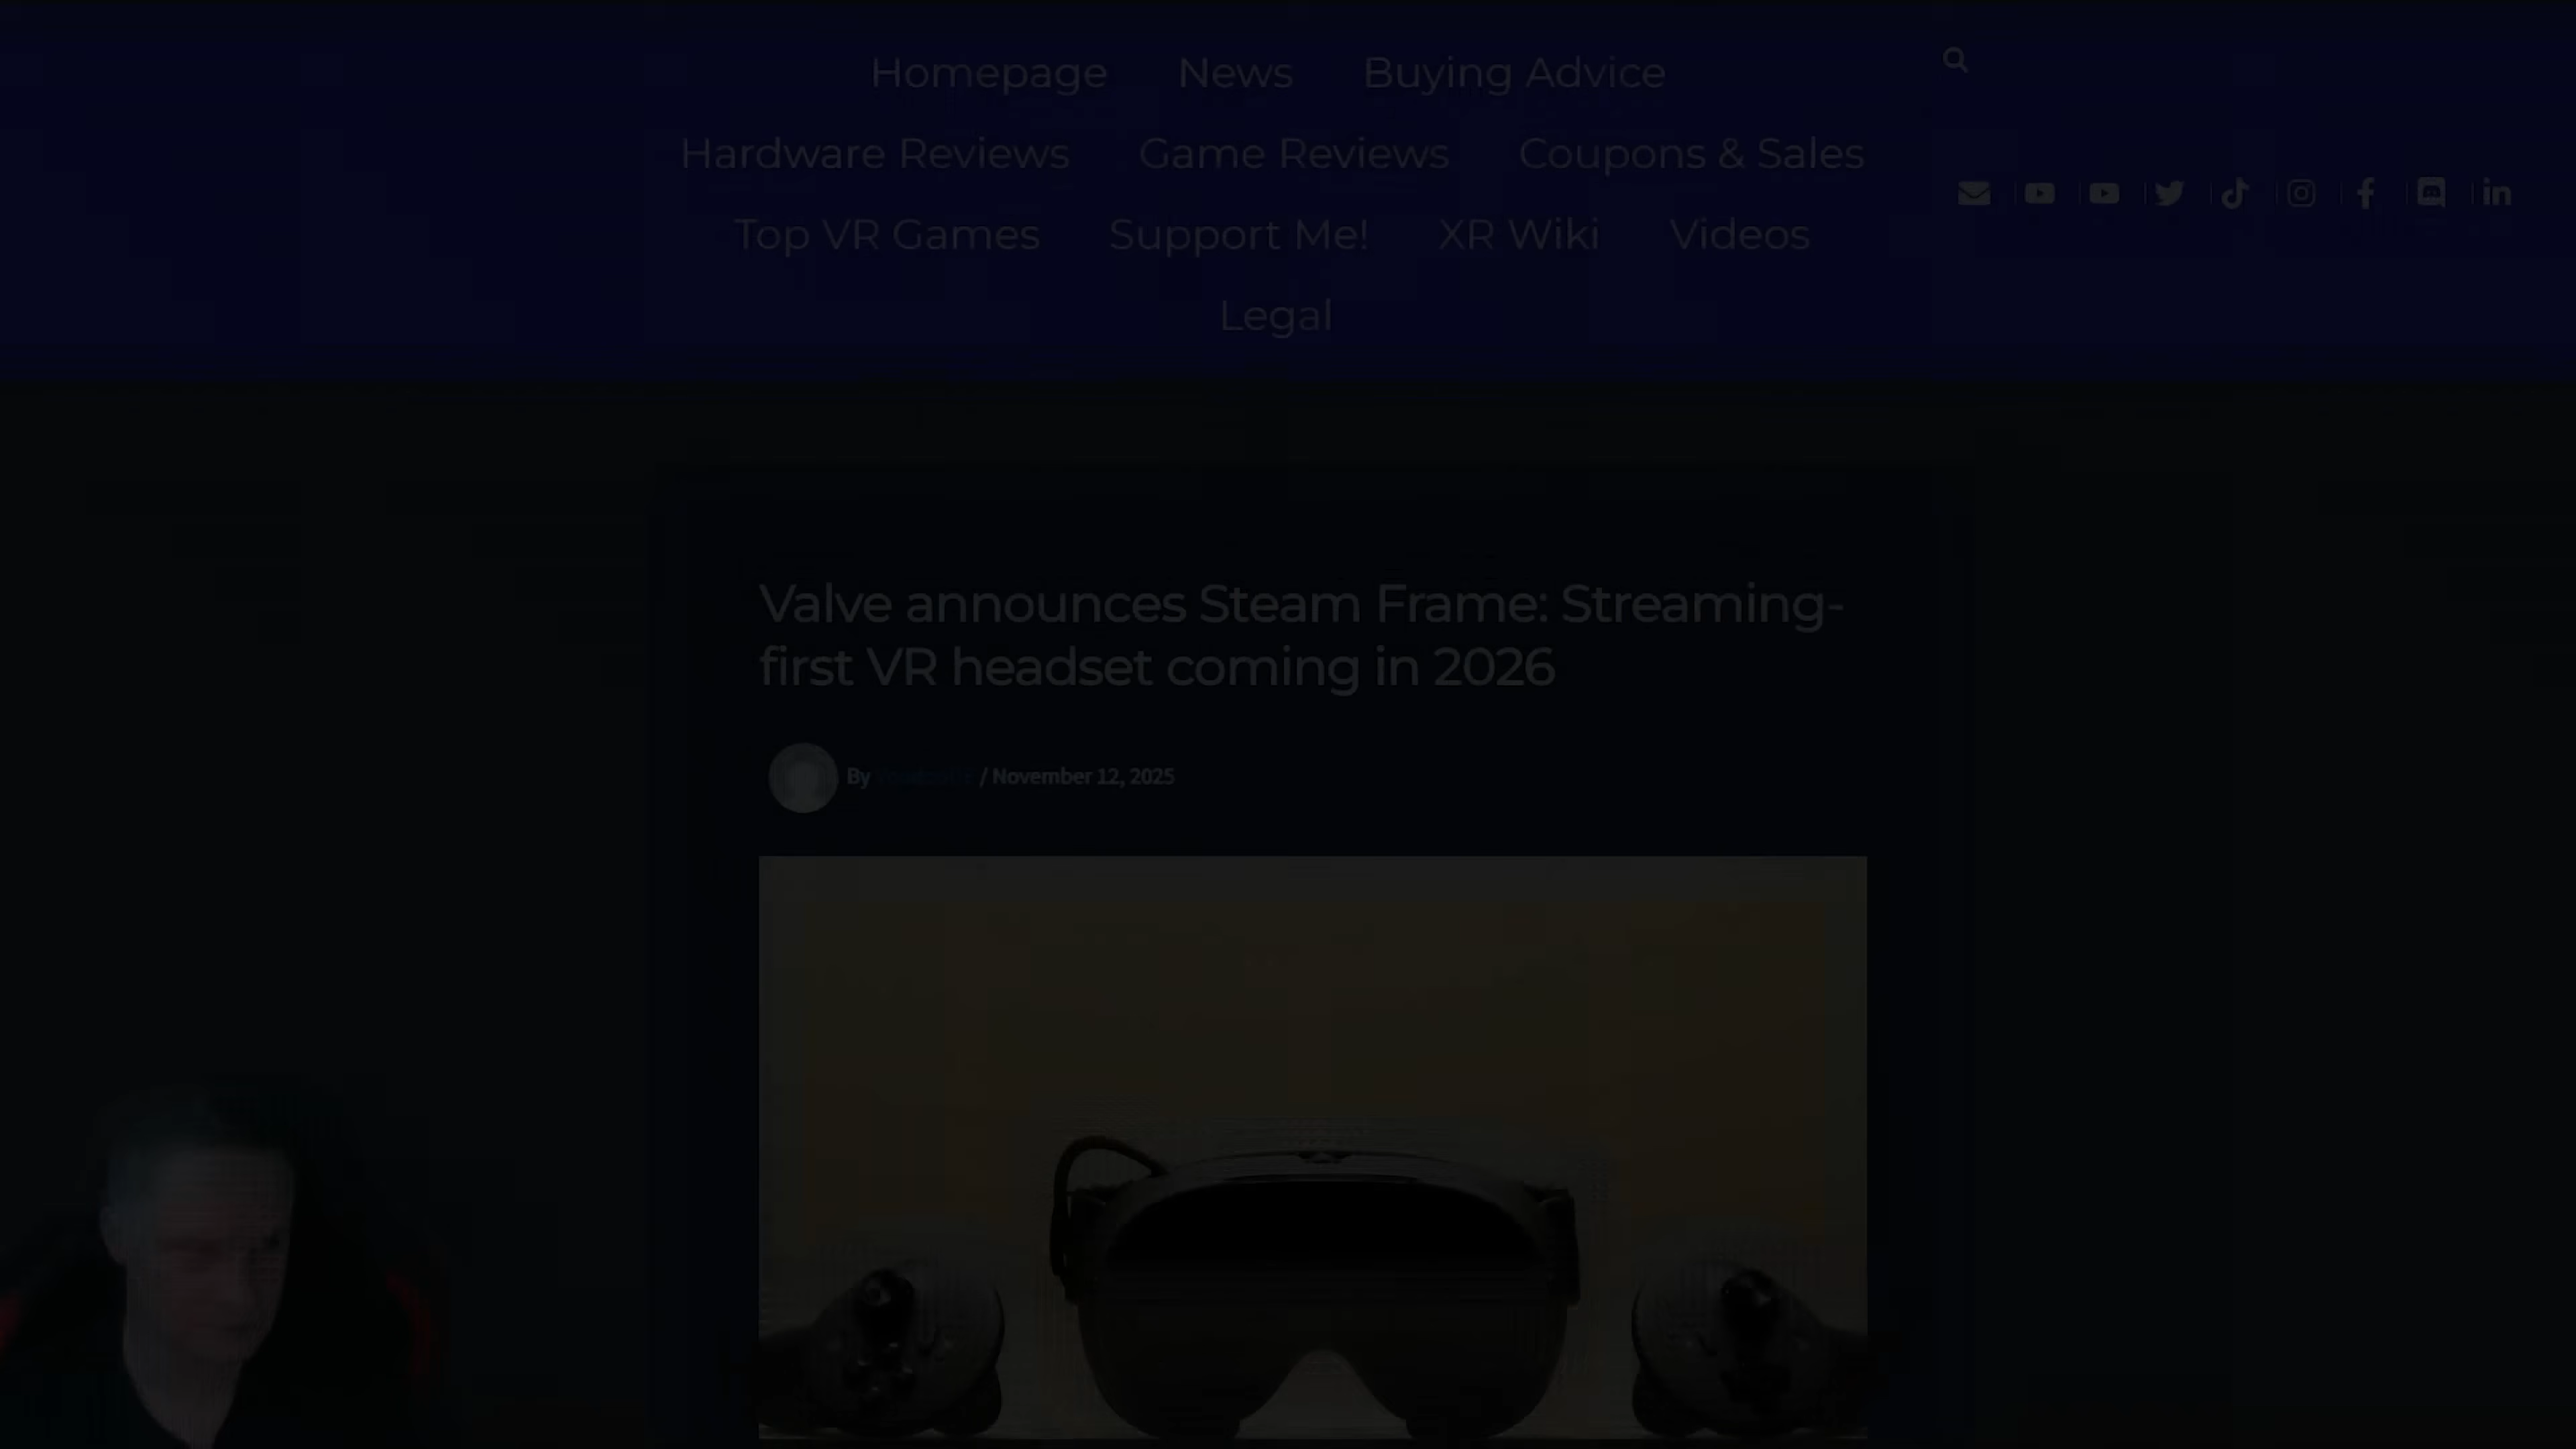 Homepage News Buying Advice
Hardware Reviews Game Reviews Coupons & Sales
Top VR Games Support Me! XR Wiki Videos
Legal
Valve announces Steam Frame: Streaming-
first VR headset coming in 2026
By / November 12, 2025